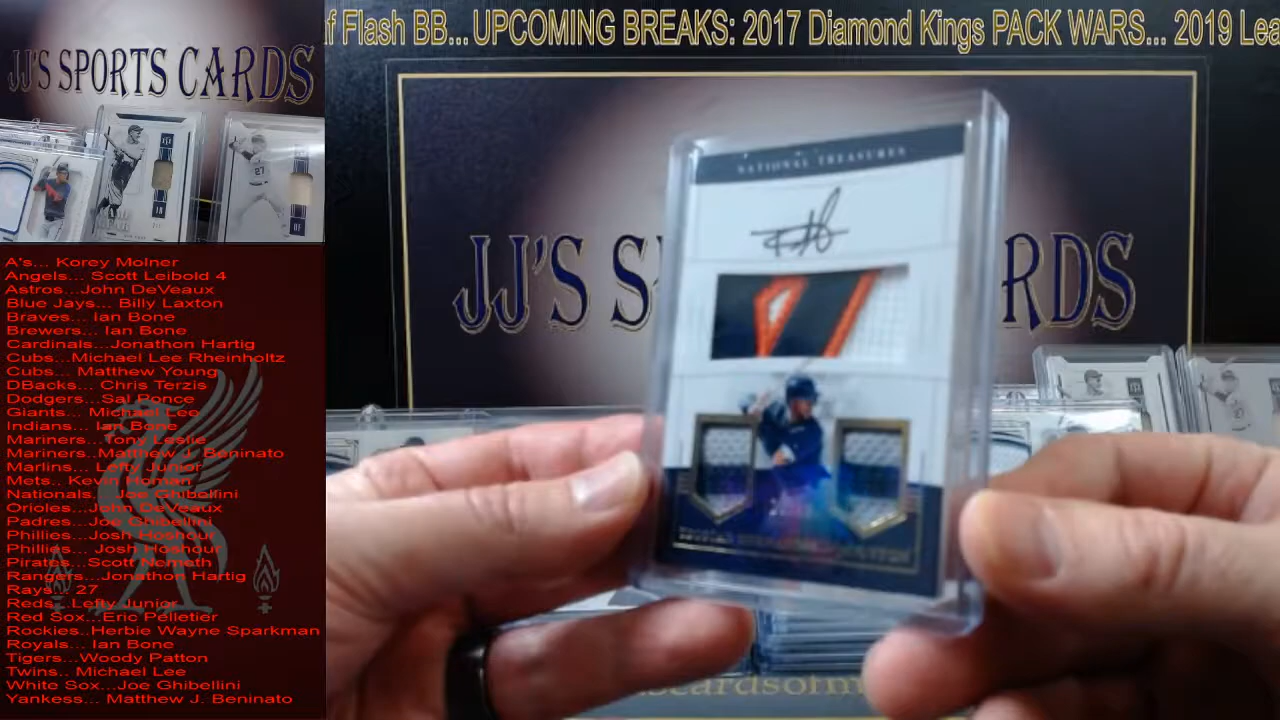 f Flash BB... UPCOMING BREAKS: 2017 Diamond Kings PACK WARS... 2019 Lea
JJ'S SPORTS CARDS
A's... Korey Molner
Angels... Scott Leibold 4
Astros...John DeVeaux
Blue Jays... Billy Laxton
Braves... Ian Bone
Brewers... Ian Bone
Cardinals...Jonathon Hartig
Cubs...Michael Lee Rheinholtz
Cubs... Matthew Young
DBacks... Chris Terzis
Dodgers...Sal Ponce
Giants... Michael Lee
Indians... Ian Bone
Mariners...Tony Leslie
Mariners..Matthew J. Beninato
Marlins... Lefty Junior
Mets.. Kevin Homan
Nationals... Joe Ghibellini
Orioles...John DeVeaux
Padres...Joe Ghibellini
Phillies... Josh Hoshour
Phillies... Josh Hoshour
Pirates...Scott Nemeth
Rangers...Jonathon Hartig
Rays... 27
Reds...Lefty Junior
Red Sox...Eric Pelletier
Rockies..Herbie Wayne Sparkman
Royals... Ian Bone
Tigers...Woody Patton
Twins.. Michael Lee
White Sox...Joe Ghibellini
Yankess... Matthew J. Beninato
NATIONAL TREASURES
JJ'S S RDS
27